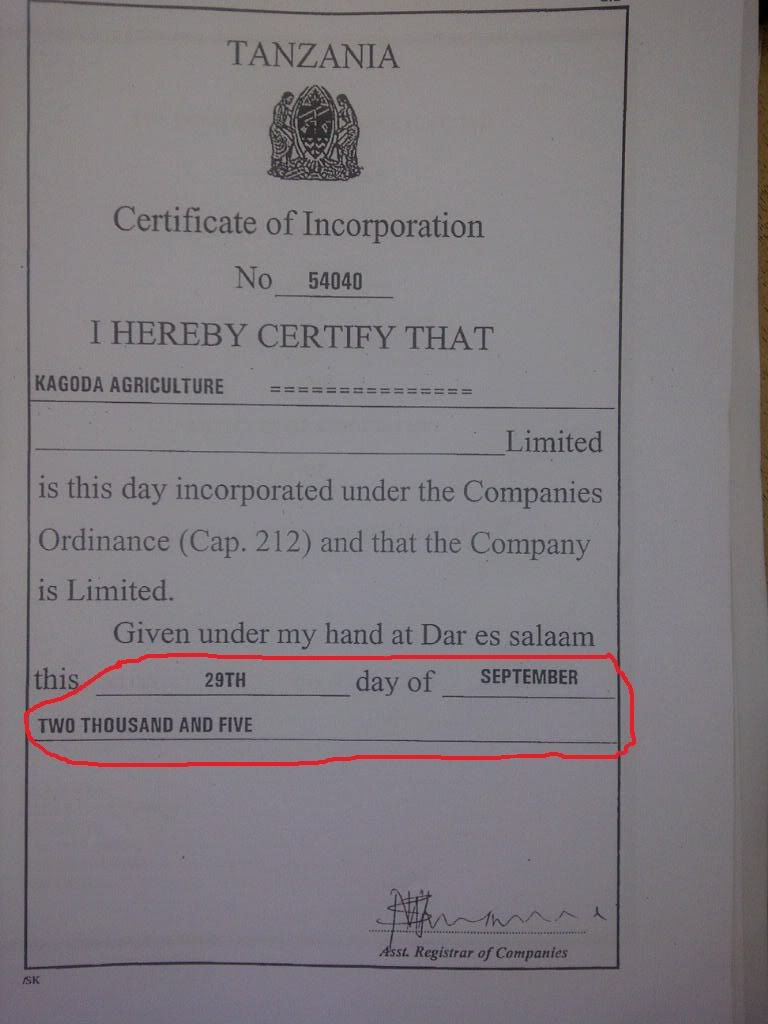 TANZANIA
Certificate of Incorporation
No 54040
I HEREBY CERTIFY THAT
KAGODA AGRICULTURE ===============
Limited
is this day incorporated under the Companies
Ordinance (Cap. 212) and that the Company
is Limited.
Given under my hand at Dar es salaam
this 29TH day of SEPTEMBER
TWO THOUSAND AND FIVE
Asst. Registrar of Companies
/SK